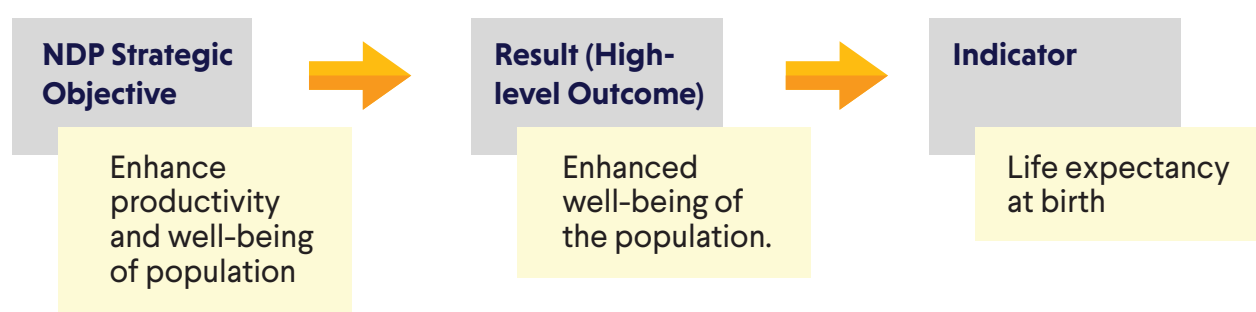 NDP Strategic
Objective
Enhance
productivity
and well-being
of population
Result (High-
level Outcome)
Enhanced
well-being of
the population.
Indicator
Life expectancy
at birth